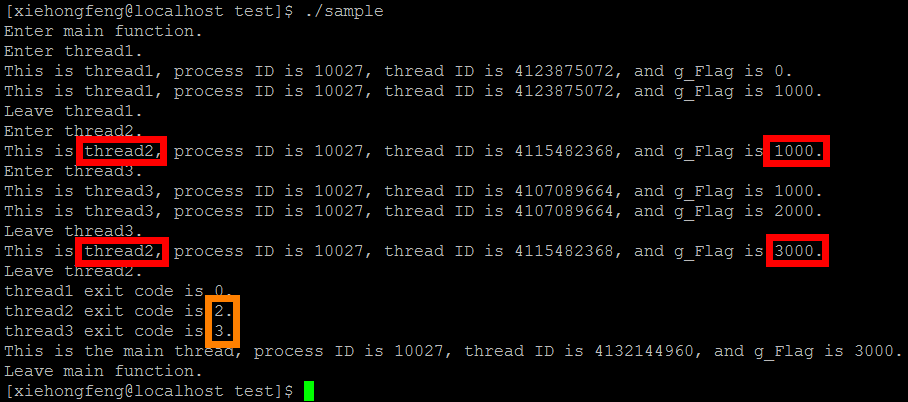 [xiehongfeng@localhost test]$ ./sample
Enter main function.
Enter thread1.
This is thread1, process ID is 10027, thread ID is 4123875072, and g_Flag is 0.
This is thread1, process ID is 10027, thread ID is 4123875072, and g_Flag is 1000.
Leave thread1.
Enter thread2.
This is thread2, process ID is 10027, thread ID is 4115482368, and g_Flag is 1000.
Enter thread3.
This is thread3, process ID is 10027, thread ID is 4107089664, and g_Flag is 1000.
This is thread3, process ID is 10027, thread ID is 4107089664, and g_Flag is 2000.
Leave thread3.
This is thread2, process ID is 10027, thread ID is 4115482368, and g_Flag is 3000.
Leave thread2.
thread1 exit code is 0.
thread2 exit code is 2.
thread3 exit code is 3.
This is the main thread, process ID is 10027, thread ID is 4132144960, and g_Flag is 3000.
Leave main function.
[xiehongfeng@localhost test]$